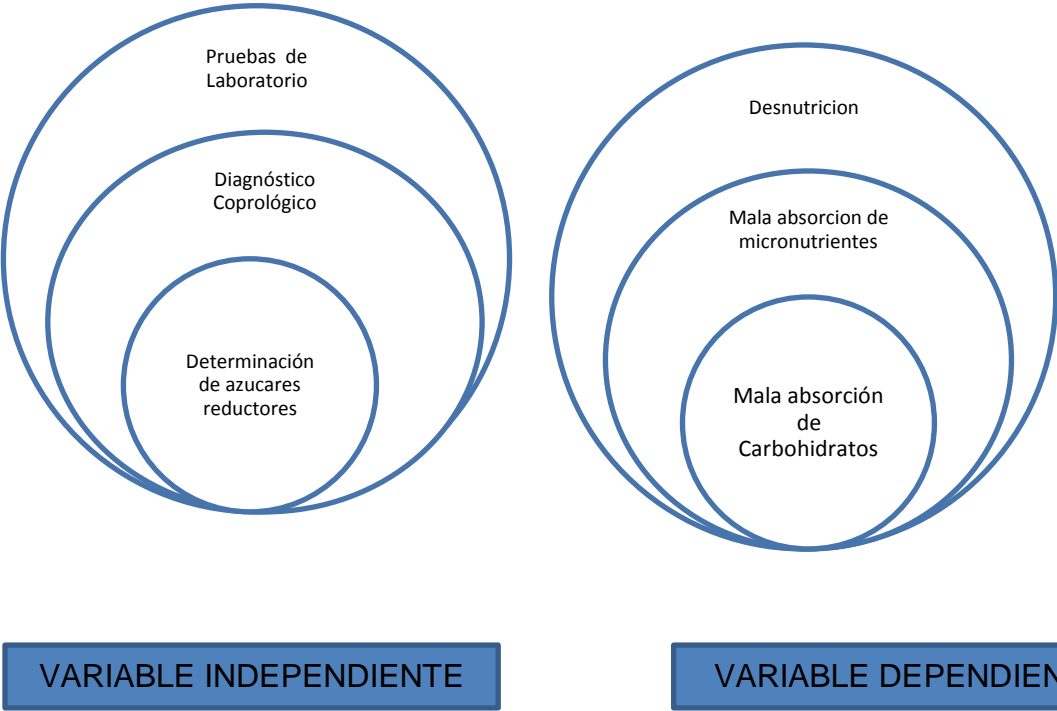 Pruebas de
Laboratorio
Diagnóstico
Coprológico
Determinación
de azucares
reductores
Desnutricion
Mala absorcion de
micronutrientes
Mala absorción
de
Carbohidratos
VARIABLE INDEPENDIENTE
VARIABLE DEPENDIEN